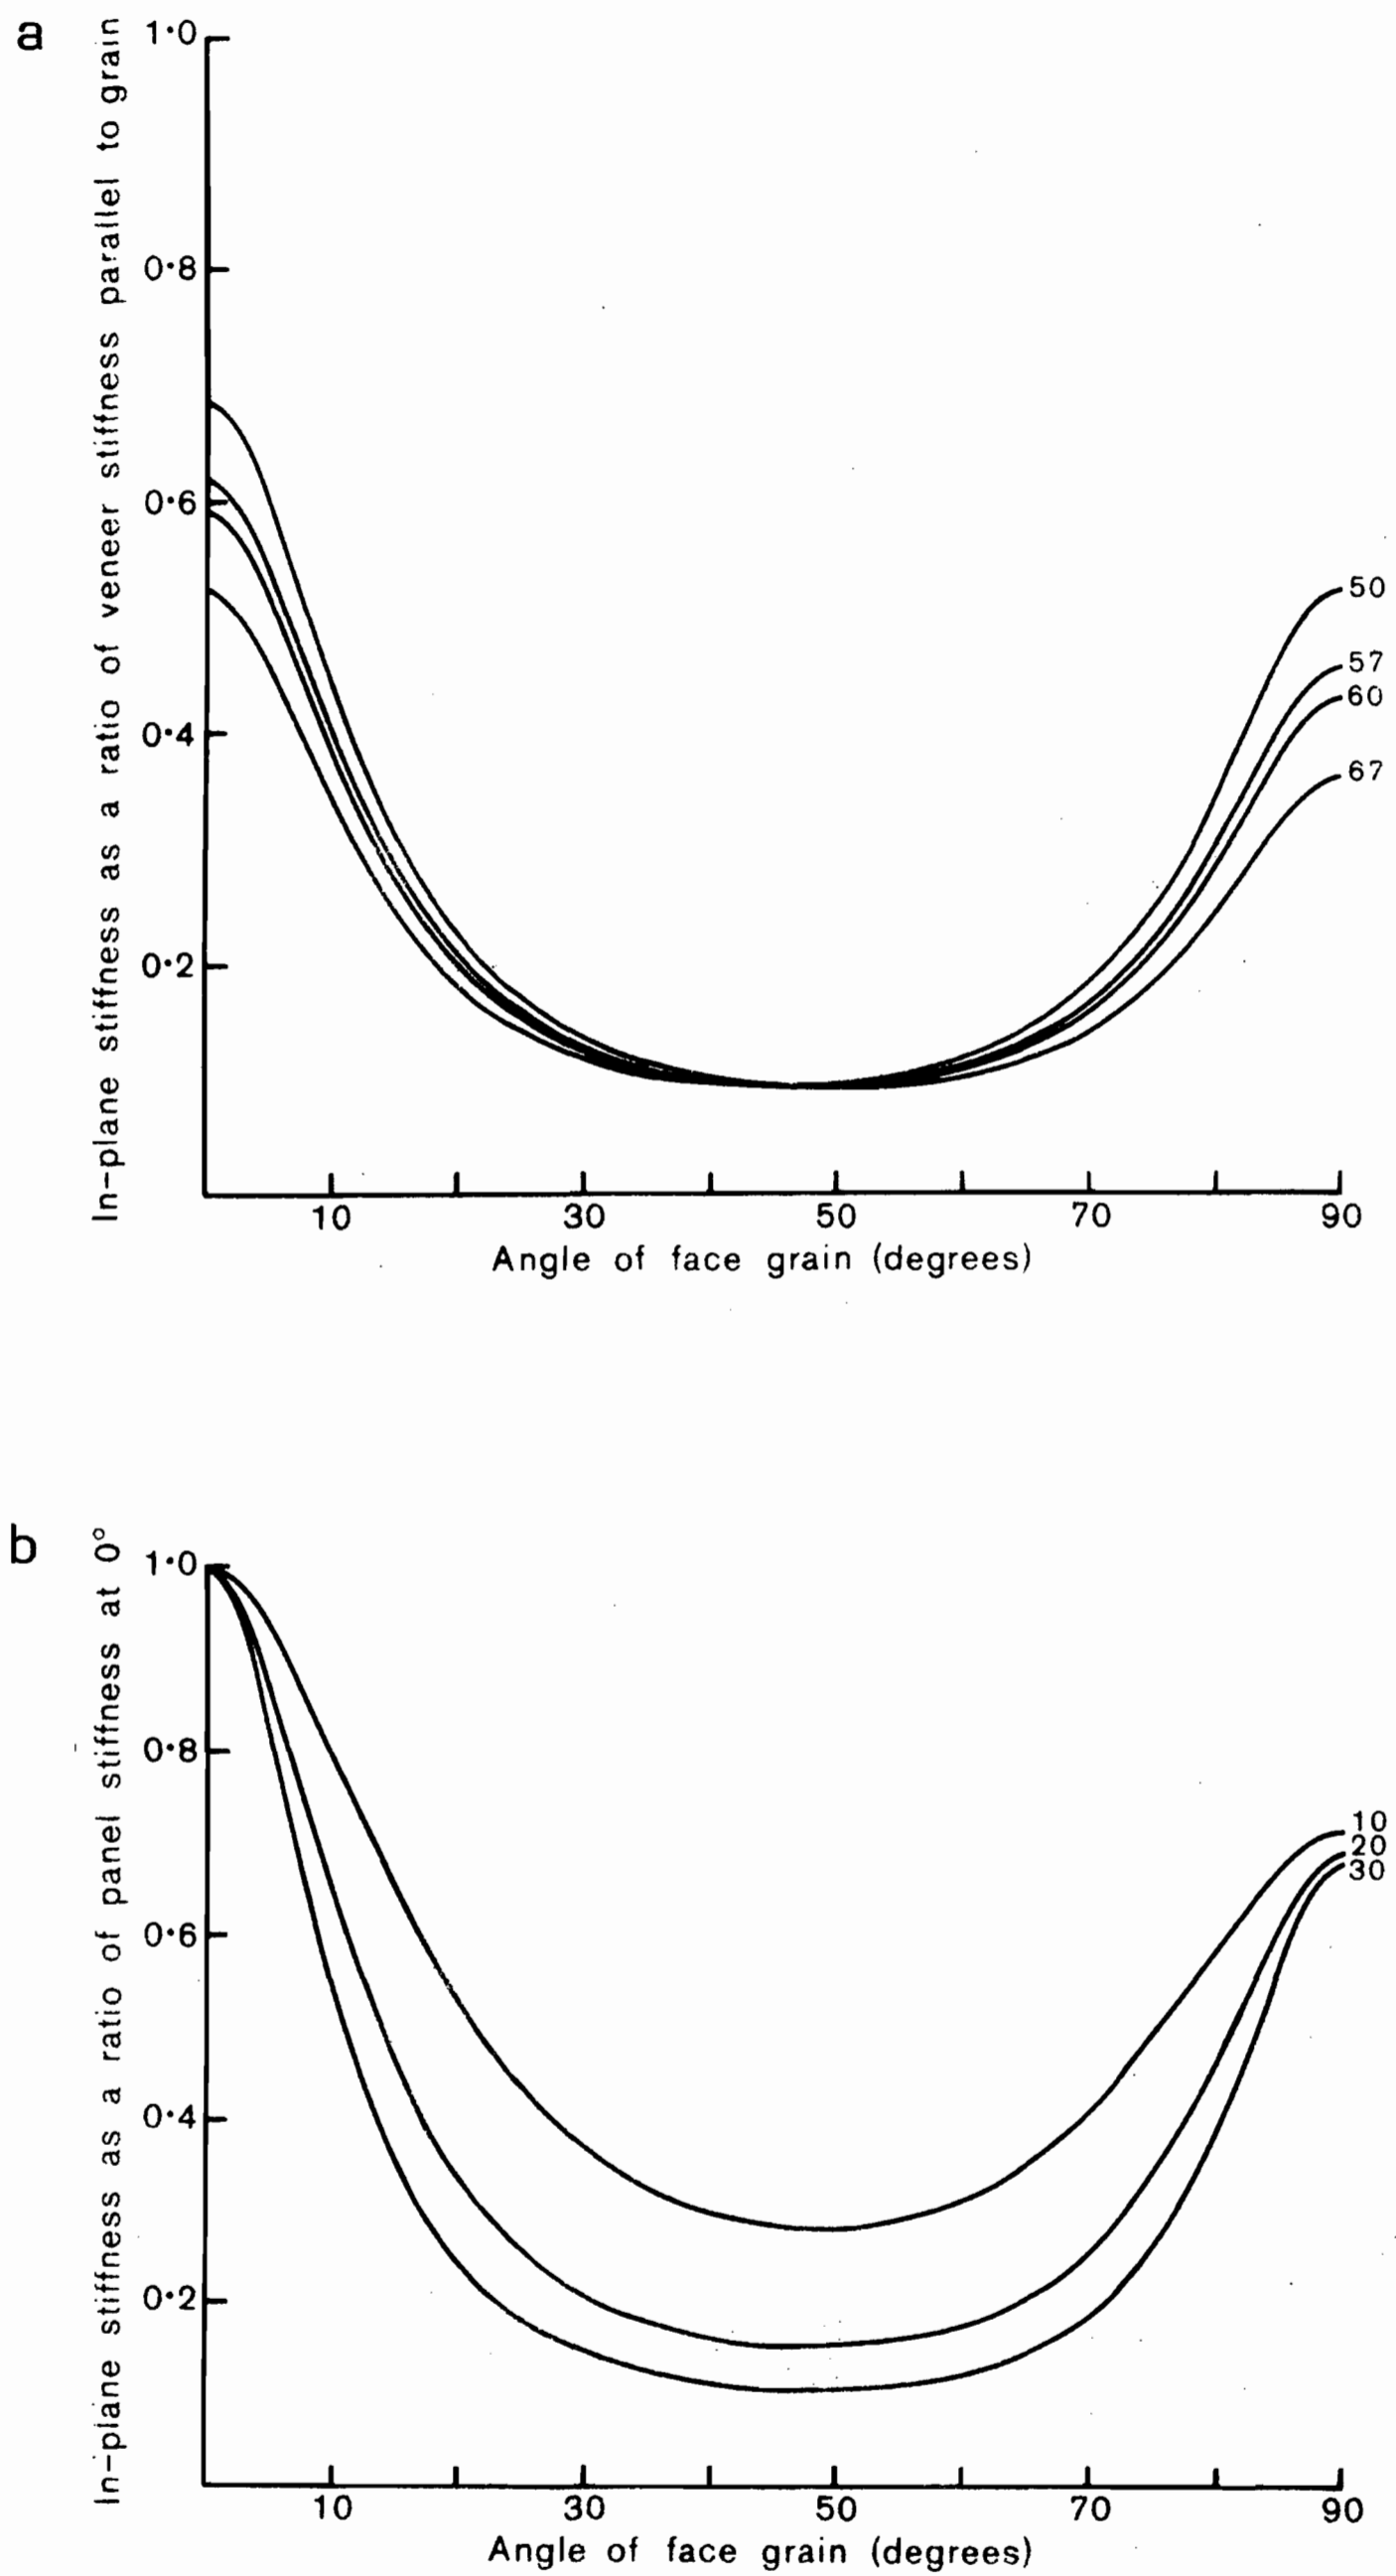 a
In-plane stiffness as a ratio of veneer stiffness parallel to grain
1·0
0·8
0·6
0·4
0·2
50
57
60
67
10 30 50 70 90
Angle of face grain (degrees)
b
In-plane stiffness as a ratio of panel stiffness at 0°
1·0
0·8
0·6
0·4
0·2
10
20
30
10 30 50 70 90
Angle of face grain (degrees)